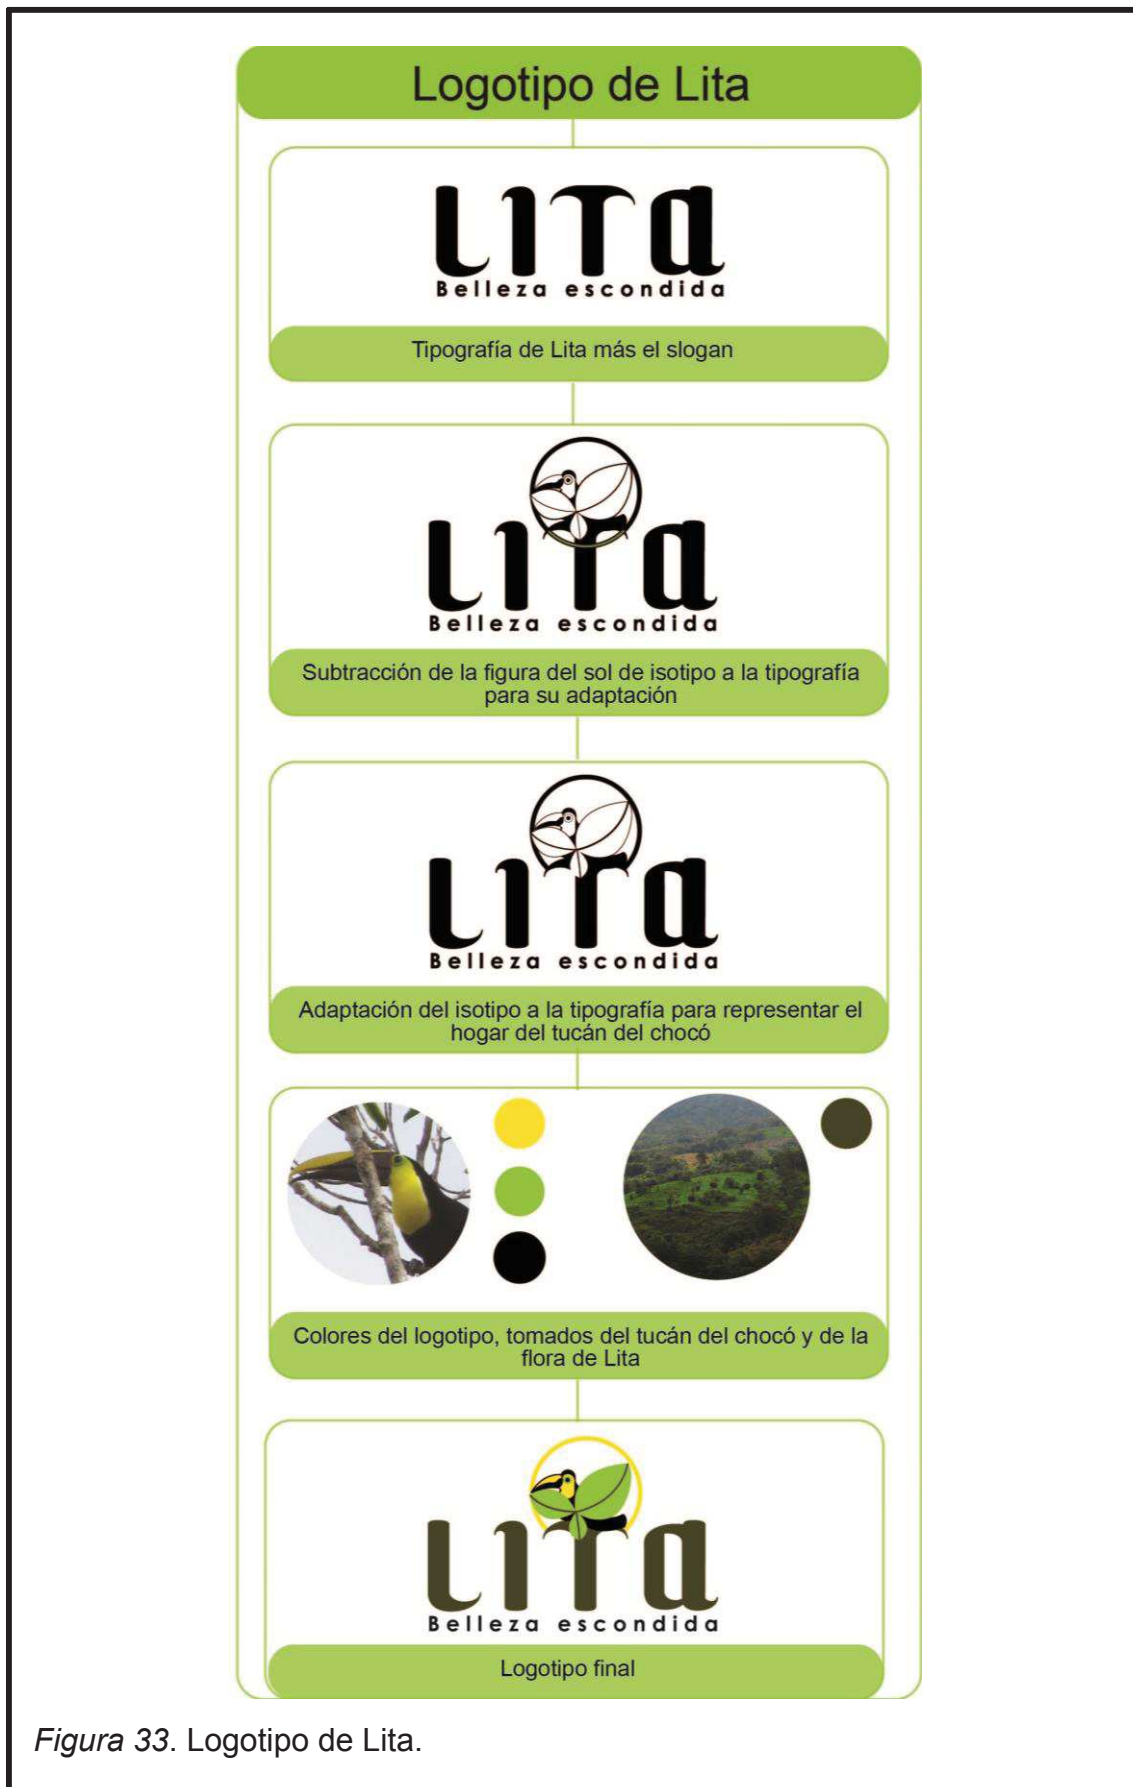 Logotipo de Lita
LITa
Belleza escondida
Tipografía de Lita más el slogan
LITa
Belleza escondida
Subtracción de la figura del sol de isotipo a la tipografía
para su adaptación
LITa
Belleza escondida
Adaptación del isotipo a la tipografía para representar el
hogar del tucán del chocó
Colores del logotipo, tomados del tucán del chocó y de la
flora de Lita
LITa
Belleza escondida
Logotipo final
Figura 33. Logotipo de Lita.